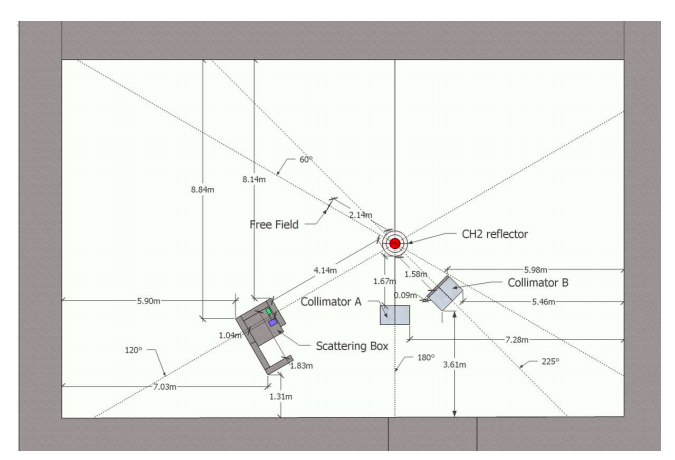 60°
8.14m
8.84m
2.14m
Free Field
CH2 reflector
4.14m
1.67m
1.58m
5.98m
Collimator B
5.90m
Collimator A
0.09m
5.46m
1.04m
7.28m
Scattering Box
120°
180°
225°
1.83m
3.61m
7.03m
1.31m